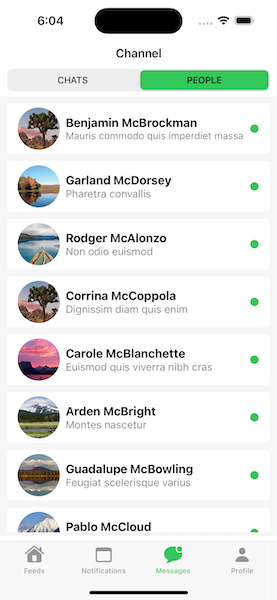 6:04
Channel
CHATS
PEOPLE
Benjamin McBrockman
Mauris commodo quis imperdiet massa
Garland McDorsey
Pharetra convallis
Rodger McAlonzo
Non odio euismod
Corrina McCoppola
Dignissim diam quis enim
Carole McBlanchette
Euismod quis viverra nibh cras
Arden McBright
Montes nascetur
Guadalupe McBowling
Feugiat scelerisque varius
Pablo McCloud
Feeds
Notifications
Messages
Profile